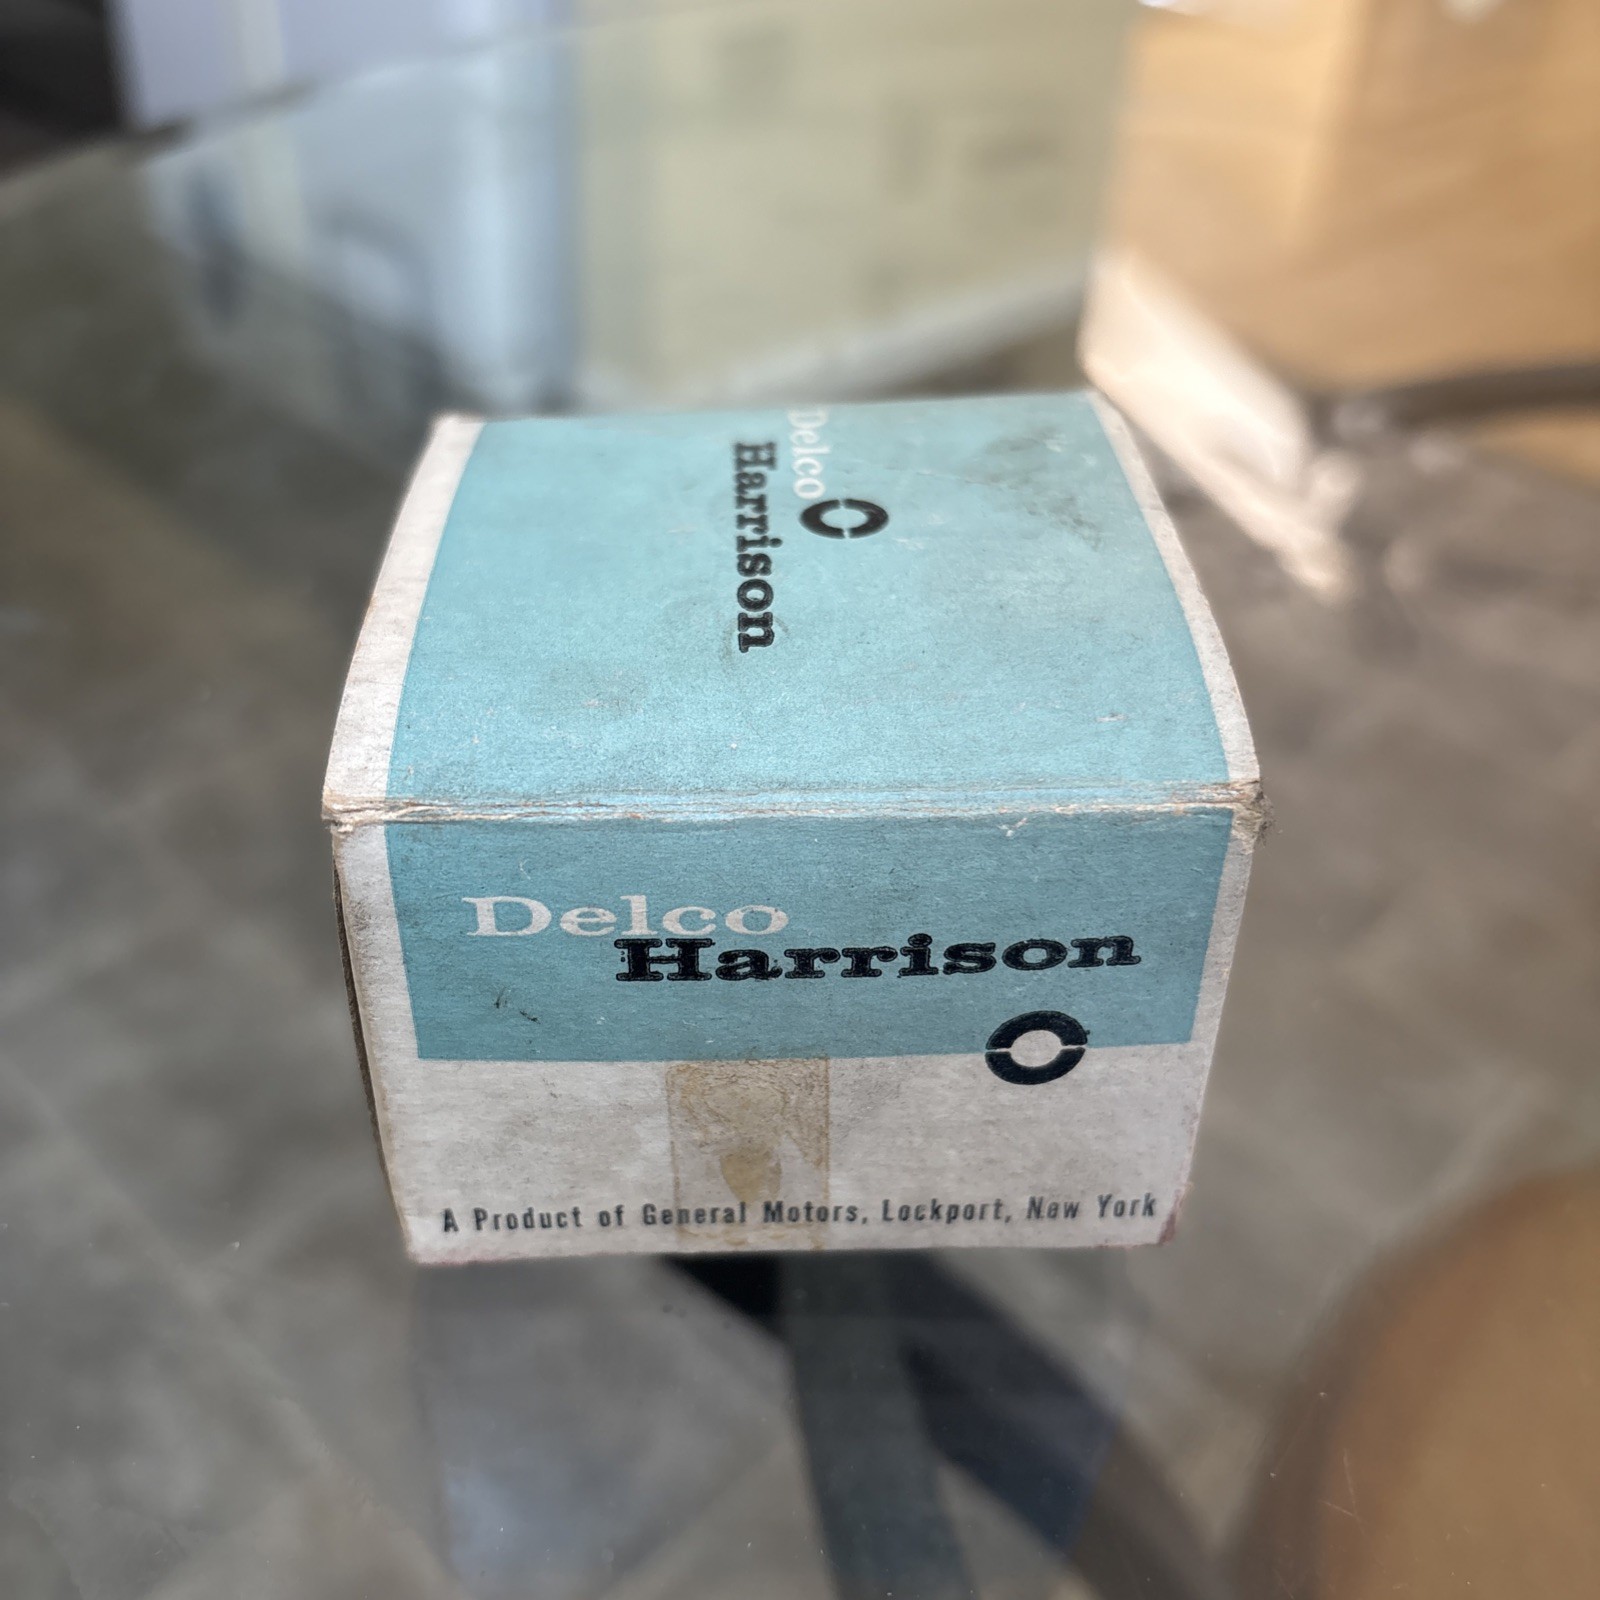 Delco
Harrison
Delco
Harrison
A Product of General Motors, Lockport, New York